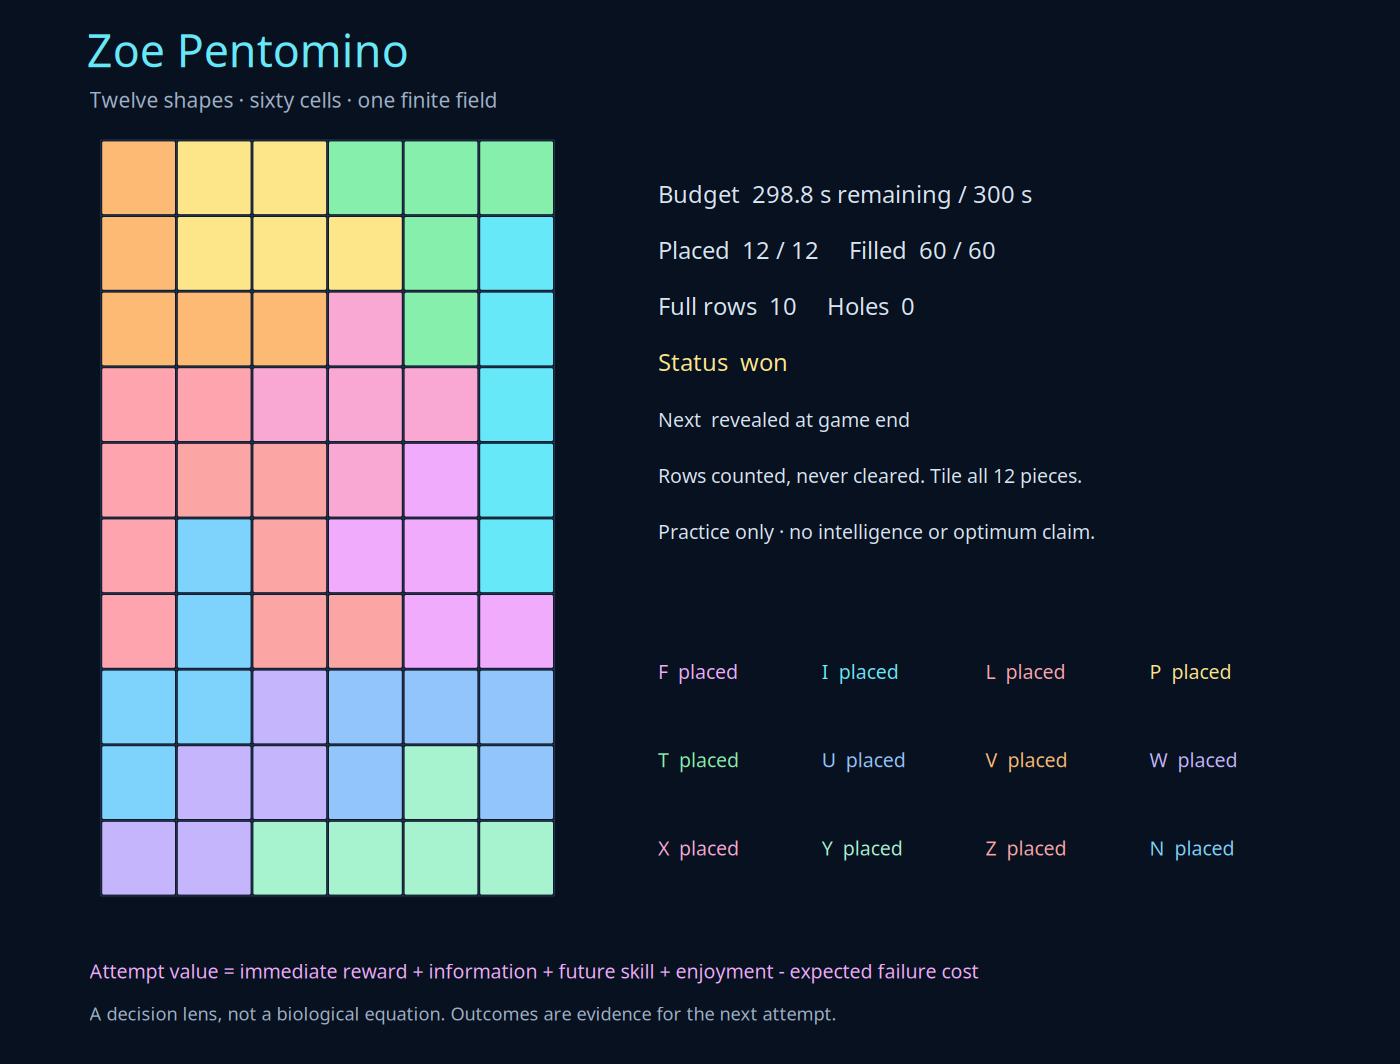 Zoe Pentomino
Twelve shapes · sixty cells · one finite field
Budget 298.8 s remaining / 300 s
Placed 12 / 12 Filled 60 / 60
Full rows 10 Holes 0
Status won
Next revealed at game end
Rows counted, never cleared. Tile all 12 pieces.
Practice only · no intelligence or optimum claim.
F placed I placed L placed P placed
T placed U placed V placed W placed
X placed Y placed Z placed N placed
Attempt value = immediate reward + information + future skill + enjoyment - expected failure cost
A decision lens, not a biological equation. Outcomes are evidence for the next attempt.